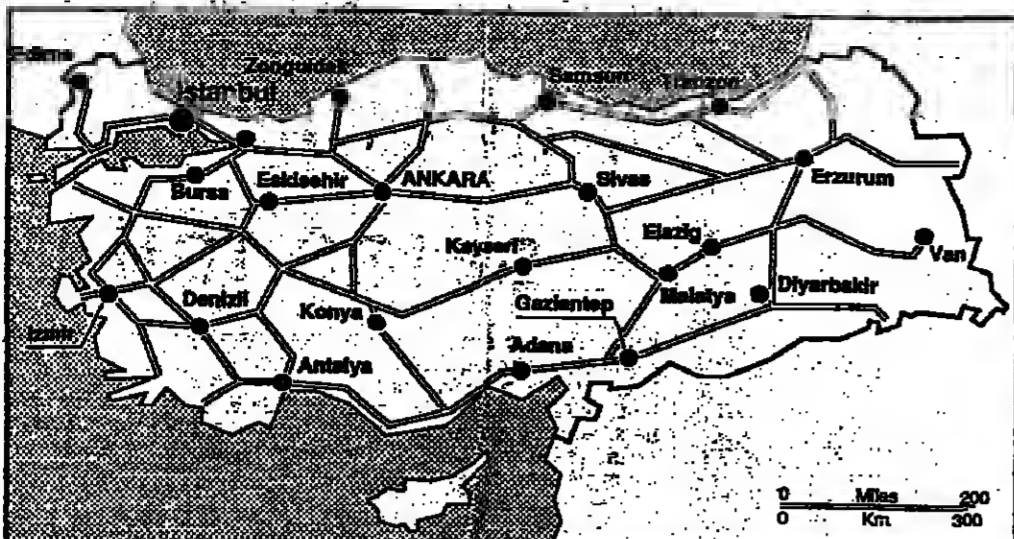 Edirne
Zonguldak
Samsun
Trabzon
Istanbul
Bursa
Eskisehir
ANKARA
Sivas
Erzurum
Kayseri
Elazig
Van
Malatya
Diyarbakir
Gaziantep
Denizli
Konya
Izmir
Adana
Antalya
0 Miles 200
0 Km 300